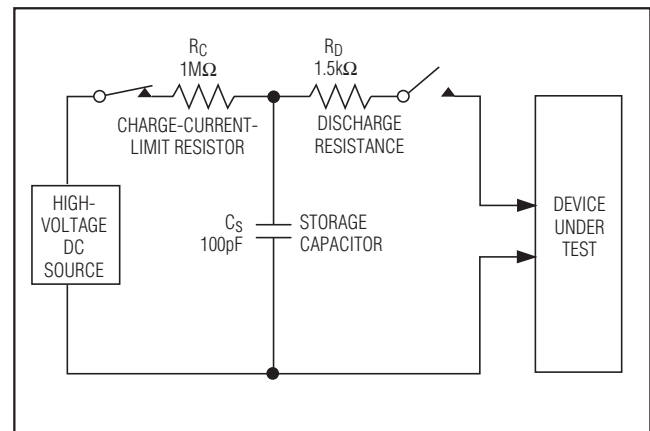 R_C
1MΩ
CHARGE-CURRENT-
LIMIT RESISTOR
R_D
1.5kΩ
DISCHARGE
RESISTANCE
HIGH-
VOLTAGE
DC
SOURCE
C_S
100pF
STORAGE
CAPACITOR
DEVICE
UNDER
TEST